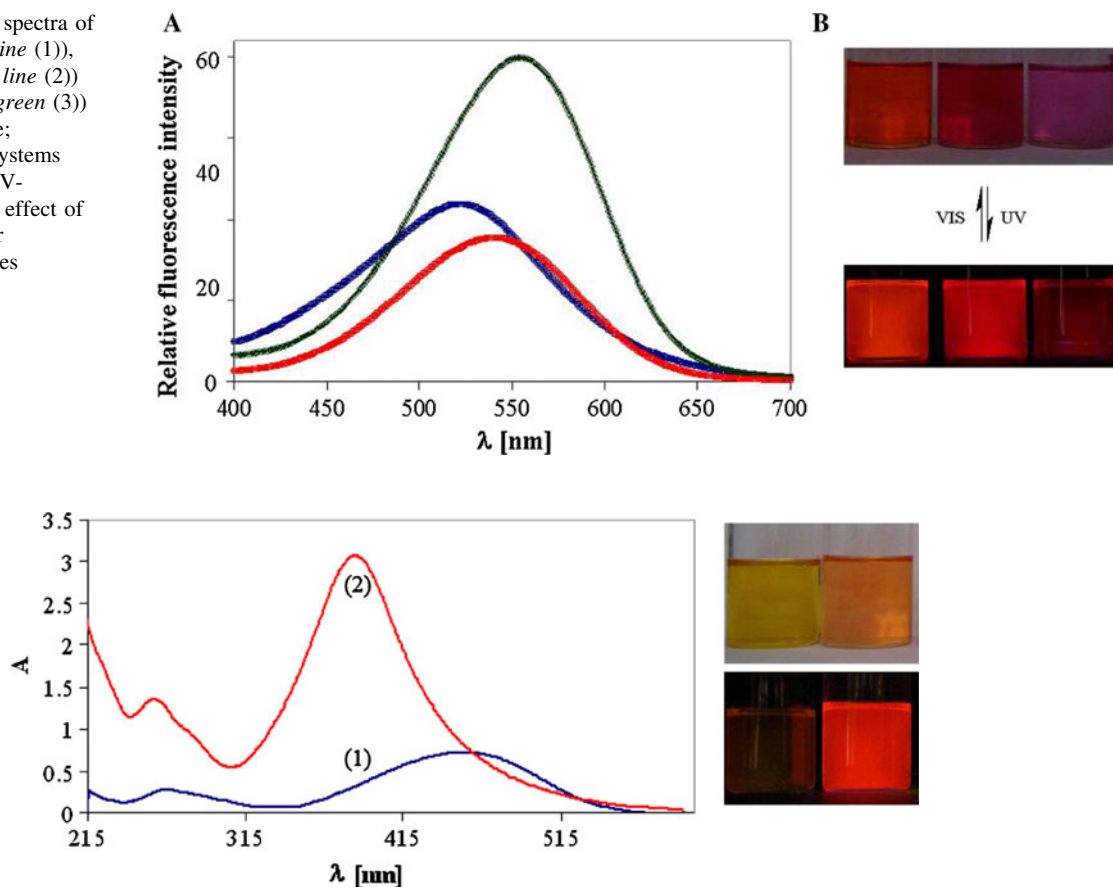 spectra of
ine (1)),
line (2))
green (3))
e;
ystems
V-
effect of
r
es
A
Relative fluorescence intensity
60
40
20
0
400
450
500
550
600
650
700
λ [nm]
B
VIS
UV
A
3.5
3
2.5
2
1.5
1
0.5
0
(2)
(1)
215
315
415
515
λ [nm]